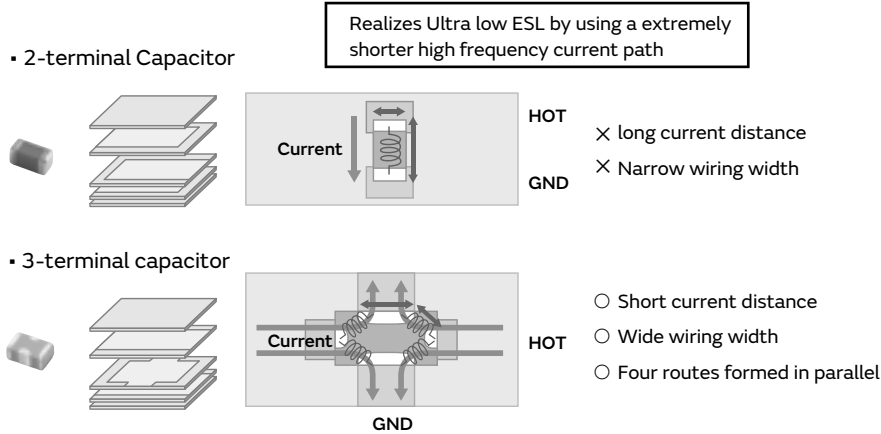 Realizes Ultra low ESL by using a extremely
shorter high frequency current path
▪ 2-terminal Capacitor
HOT
Current
GND
× long current distance
× Narrow wiring width
▪ 3-terminal capacitor
Current
HOT
GND
○ Short current distance
○ Wide wiring width
○ Four routes formed in parallel